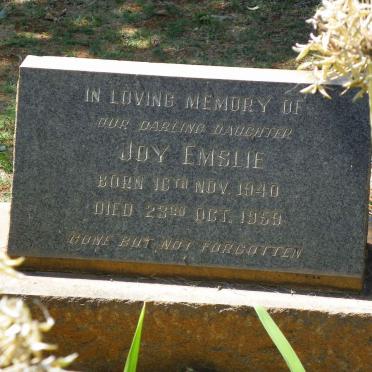 IN LOVING MEMORY OF
OUR DARLING DAUGHTER
JOY EMSLIE
BORN 16TH NOV. 1940
DIED 23RD OCT. 1959
GONE BUT NOT FORGOTTEN